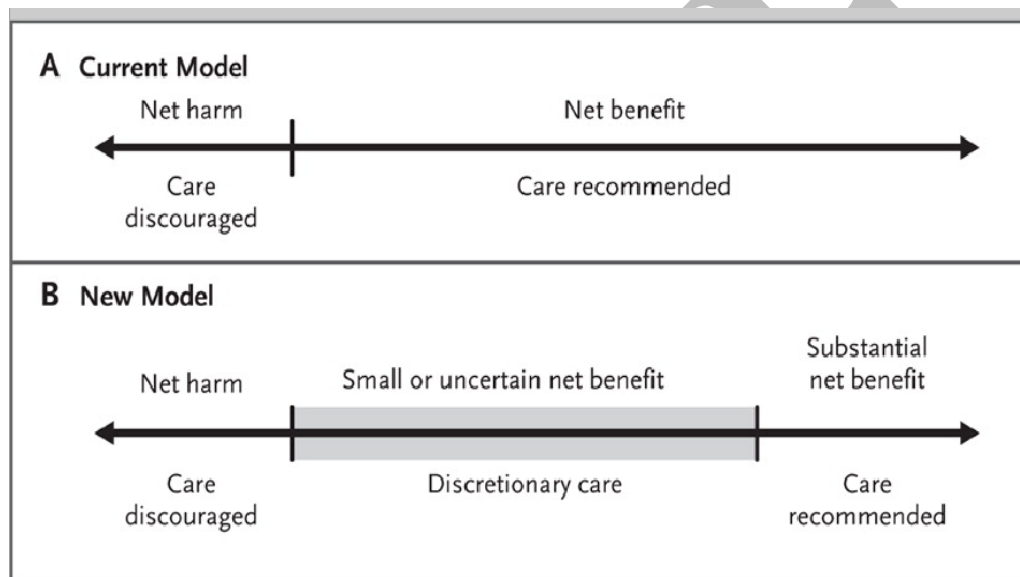 A Current Model
Net harm
Net benefit
Care
discouraged
Care recommended
B New Model
Net harm
Small or uncertain net benefit
Substantial
net benefit
Care
discouraged
Discretionary care
Care
recommended